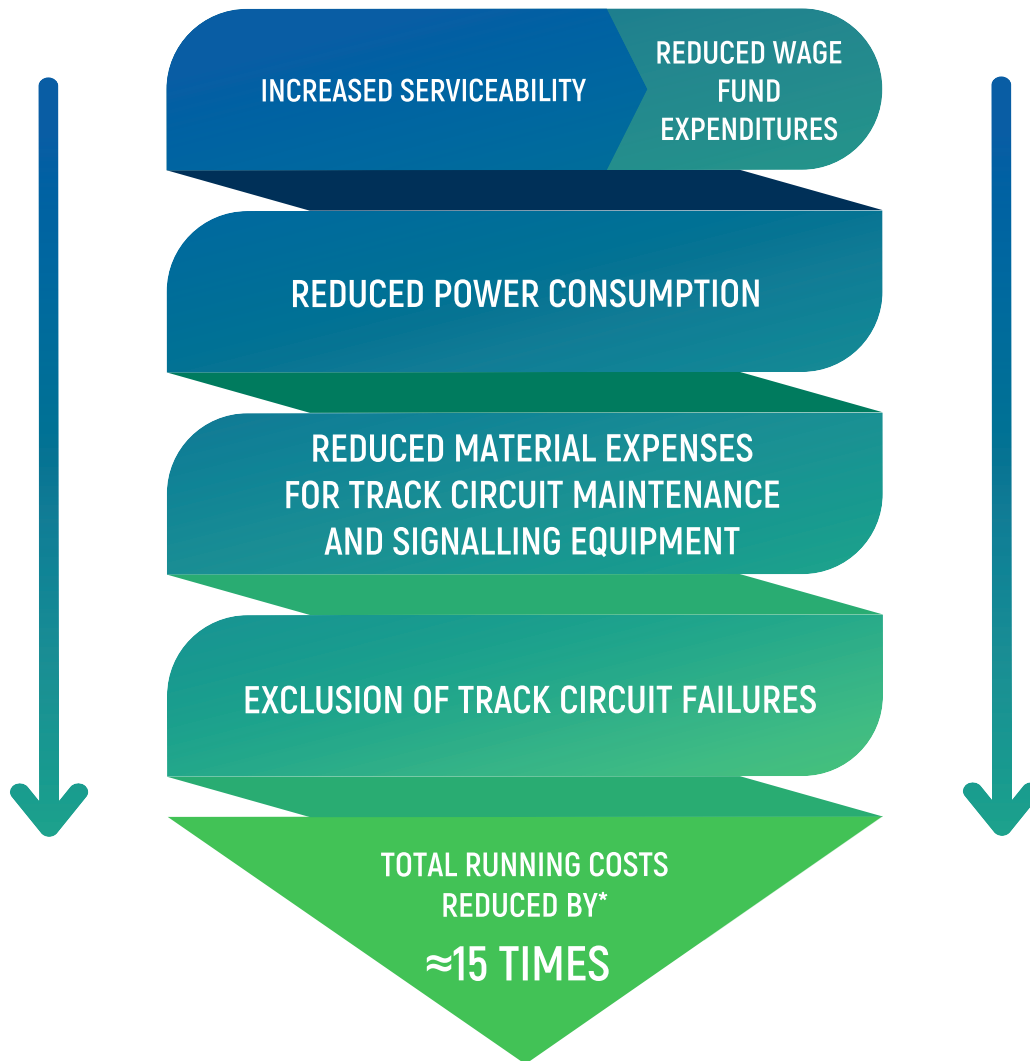 INCREASED SERVICEABILITY
REDUCED WAGE
FUND
EXPENDITURES
REDUCED POWER CONSUMPTION
REDUCED MATERIAL EXPENSES
FOR TRACK CIRCUIT MAINTENANCE
AND SIGNALLING EQUIPMENT
EXCLUSION OF TRACK CIRCUIT FAILURES
TOTAL RUNNING COSTS
REDUCED BY*
≈15 TIMES